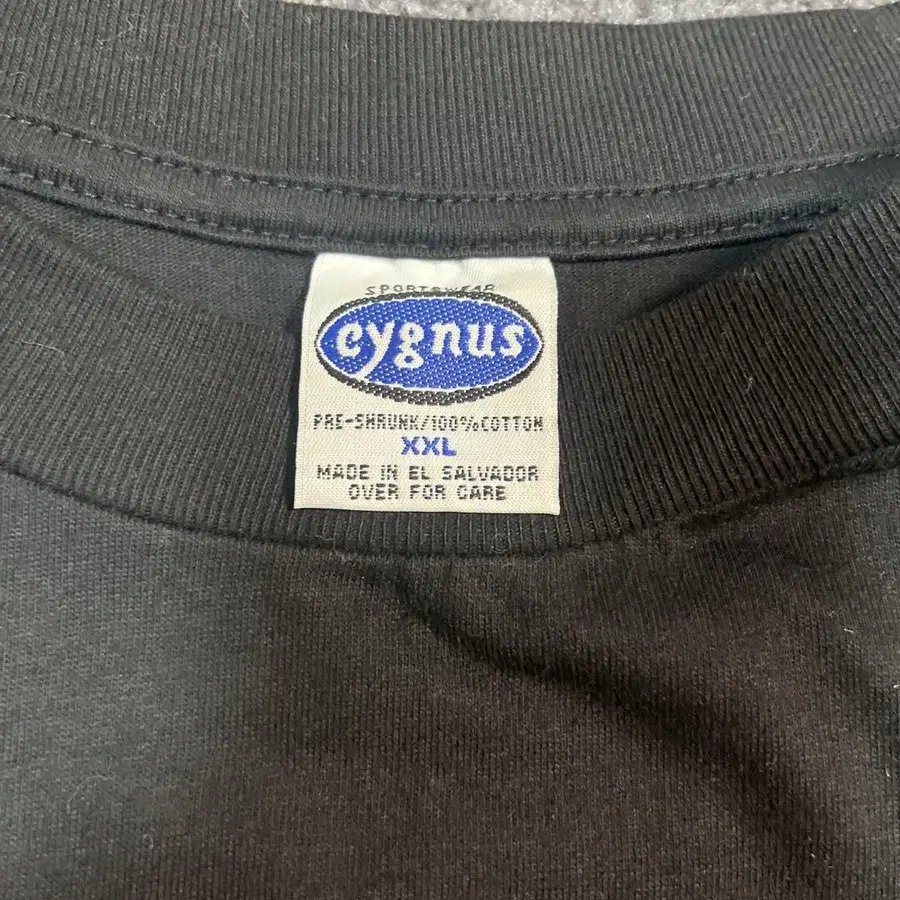 SPORTSWEAR
cygnus
PRE-SHRUNK/100%COTTON
XXL
MADE IN EL SALVADOR
OVER FOR CARE